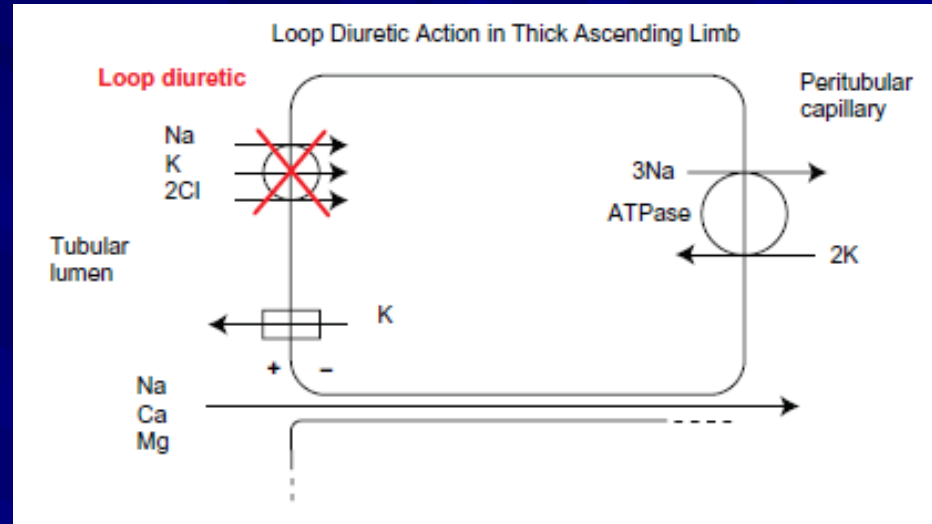 Loop Diuretic Action in Thick Ascending Limb
Loop diuretic
Peritubular
capillary
Na
K
2Cl
3Na
ATPase
2K
Tubular
lumen
K
+ −
Na
Ca
Mg